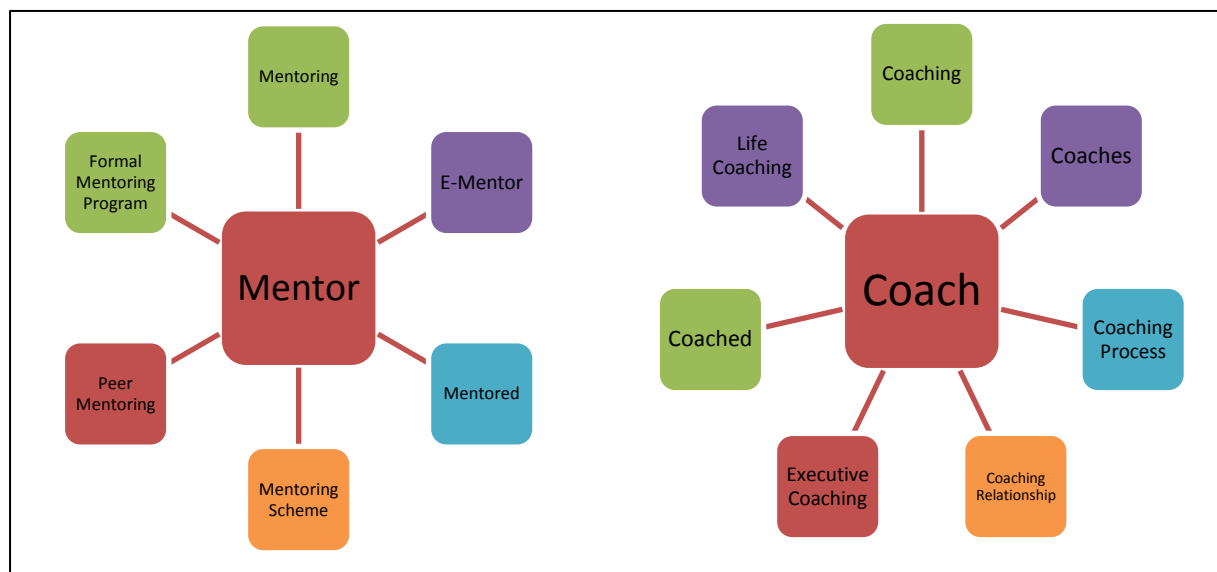 Mentoring
E-Mentor
Mentored
Mentoring
Scheme
Peer
Mentoring
Formal
Mentoring
Program
Mentor
Coaching
Coaches
Coaching
Process
Coaching
Relationship
Executive
Coaching
Coached
Life
Coaching
Coach